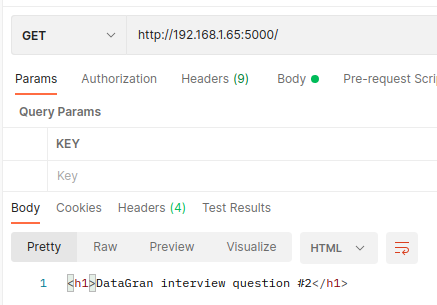 GET http://192.168.1.65:5000/
Params Authorization Headers (9) Body Pre-request Scri
Query Params
KEY
Key
Body Cookies Headers (4) Test Results
Pretty Raw Preview Visualize HTML
1 <h1>DataGran interview question #2</h1>